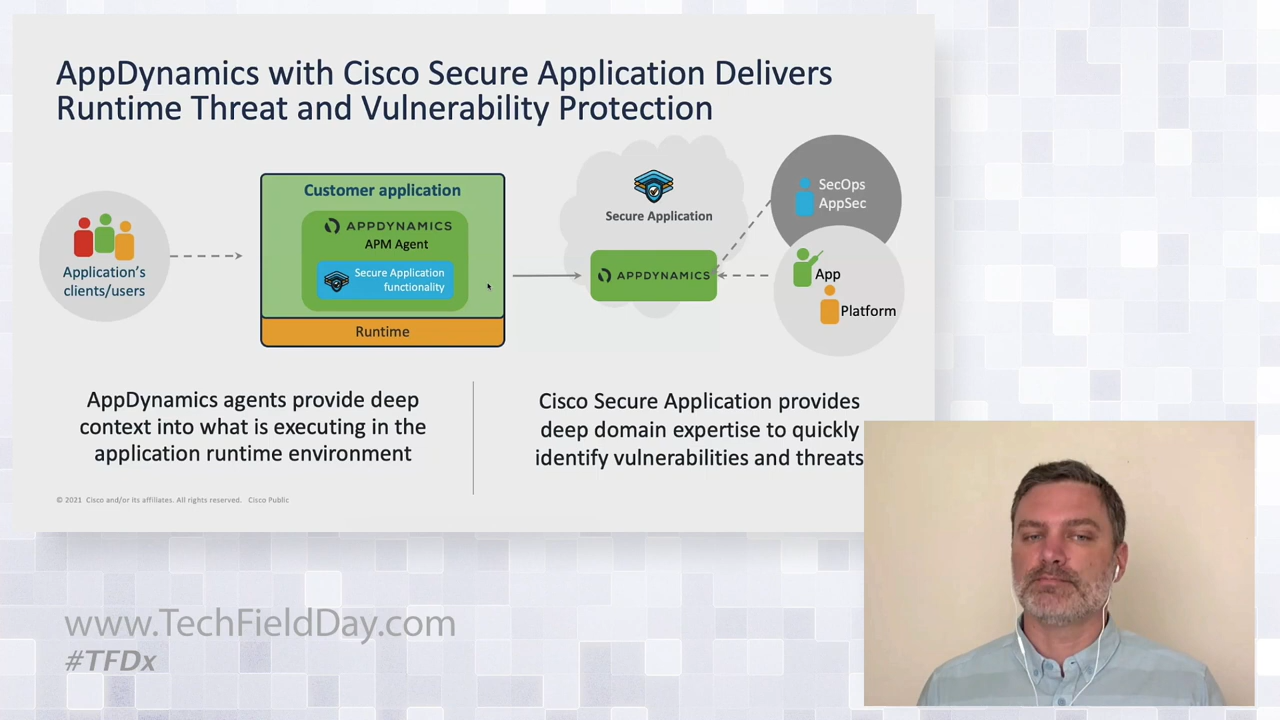 AppDynamics with Cisco Secure Application Delivers
Runtime Threat and Vulnerability Protection
Application's
clients/users
Customer application
APPDYNAMICS
APM Agent
Secure Application
functionality
Runtime
Secure Application
APPDYNAMICS
SecOps
AppSec
App
Platform
AppDynamics agents provide deep
context into what is executing in the
application runtime environment
Cisco Secure Application provides
deep domain expertise to quickly
identify vulnerabilities and threats
© 2021 Cisco and/or its affiliates. All rights reserved. Cisco Public
www.TechFieldDay.com
#TFDx